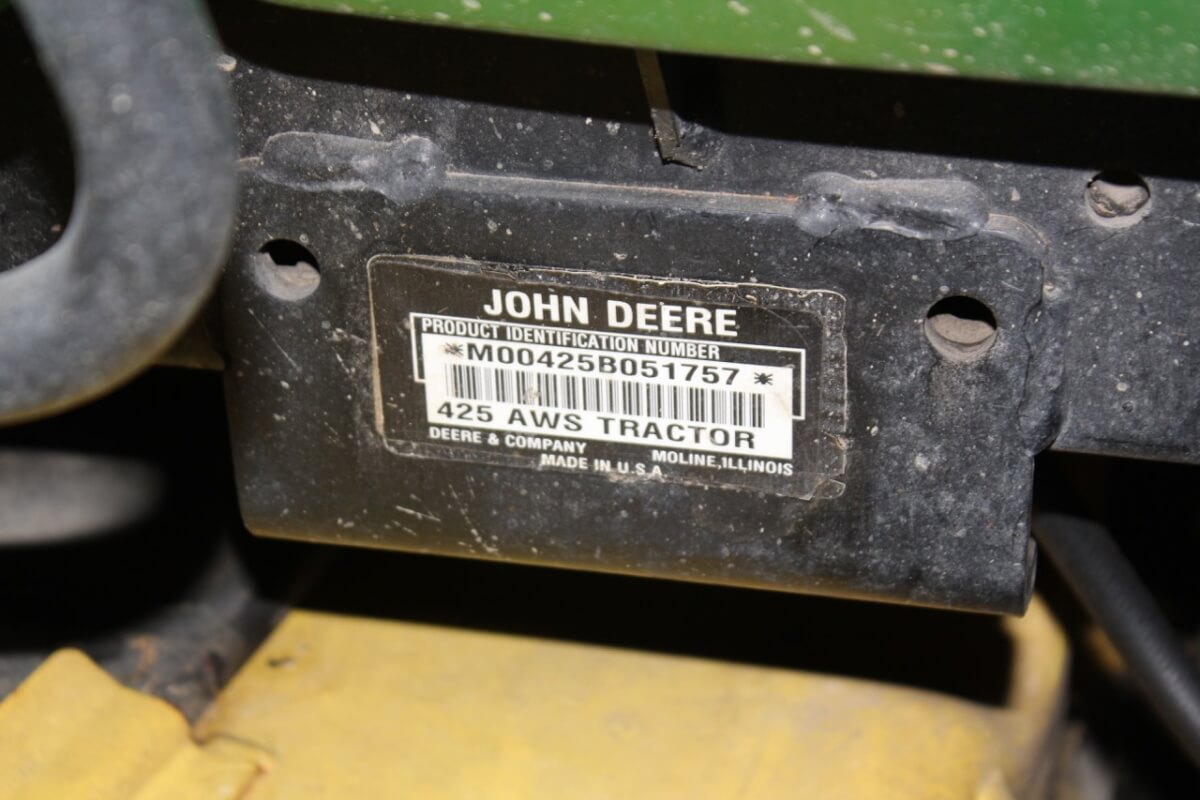 JOHN DEERE
PRODUCT IDENTIFICATION NUMBER
*M00425B051757*
425 AWS TRACTOR
DEERE & COMPANY MOLINE, ILLINOIS
MADE IN U.S.A.